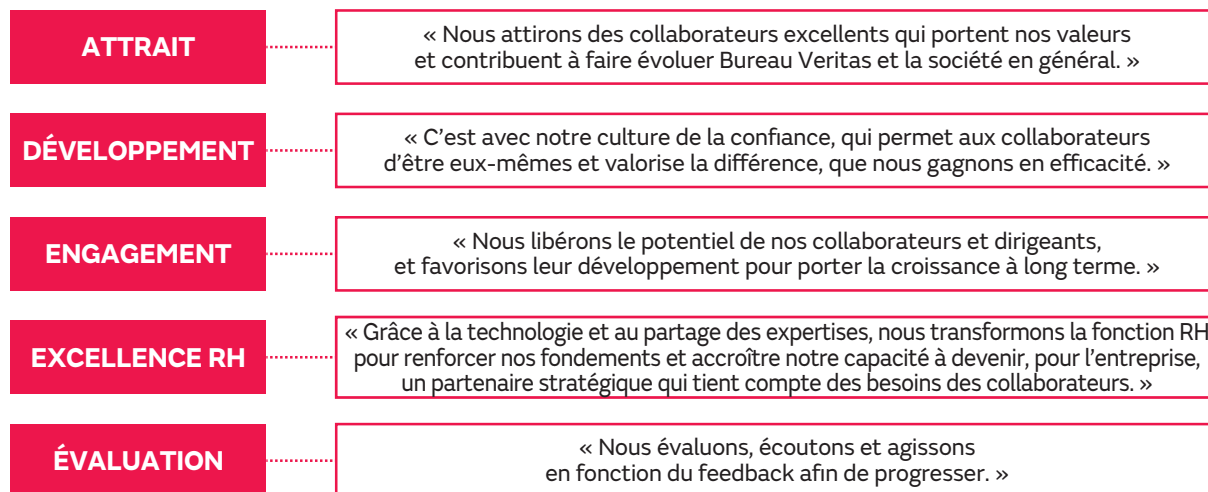 ATTRAIT
« Nous attirons des collaborateurs excellents qui portent nos valeurs
et contribuent à faire évoluer Bureau Veritas et la société en général. »
DÉVELOPPEMENT
« C’est avec notre culture de la confiance, qui permet aux collaborateurs
d’être eux-mêmes et valorise la différence, que nous gagnons en efficacité. »
ENGAGEMENT
« Nous libérons le potentiel de nos collaborateurs et dirigeants,
et favorisons leur développement pour porter la croissance à long terme. »
EXCELLENCE RH
« Grâce à la technologie et au partage des expertises, nous transformons la fonction RH
pour renforcer nos fondements et accroître notre capacité à devenir, pour l’entreprise,
un partenaire stratégique qui tient compte des besoins des collaborateurs. »
ÉVALUATION
« Nous évaluons, écoutons et agissons
en fonction du feedback afin de progresser. »